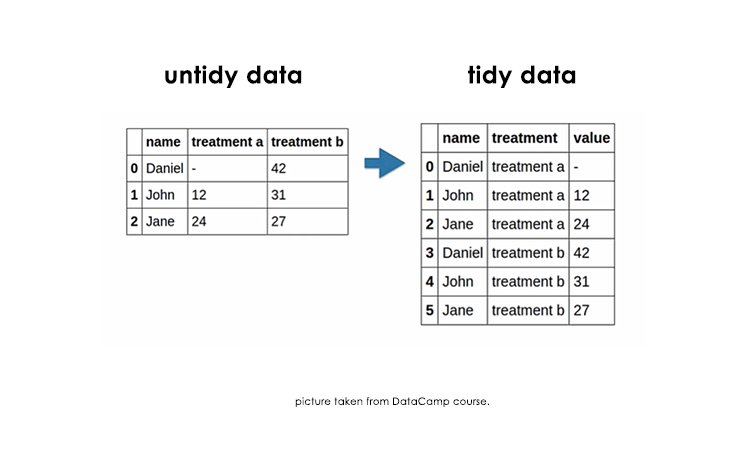 untidy data
name treatment a treatment b
0 Daniel - 42
1 John 12 31
2 Jane 24 27
tidy data
name treatment value
0 Daniel treatment a -
1 John treatment a 12
2 Jane treatment a 24
3 Daniel treatment b 42
4 John treatment b 31
5 Jane treatment b 27
picture taken from DataCamp course.